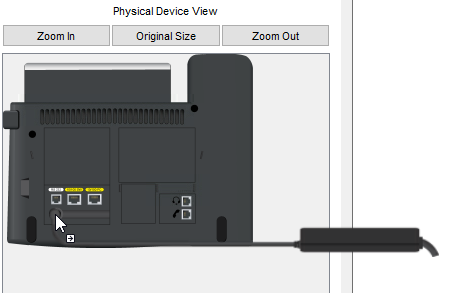 Physical Device View
Zoom In
Original Size
Zoom Out